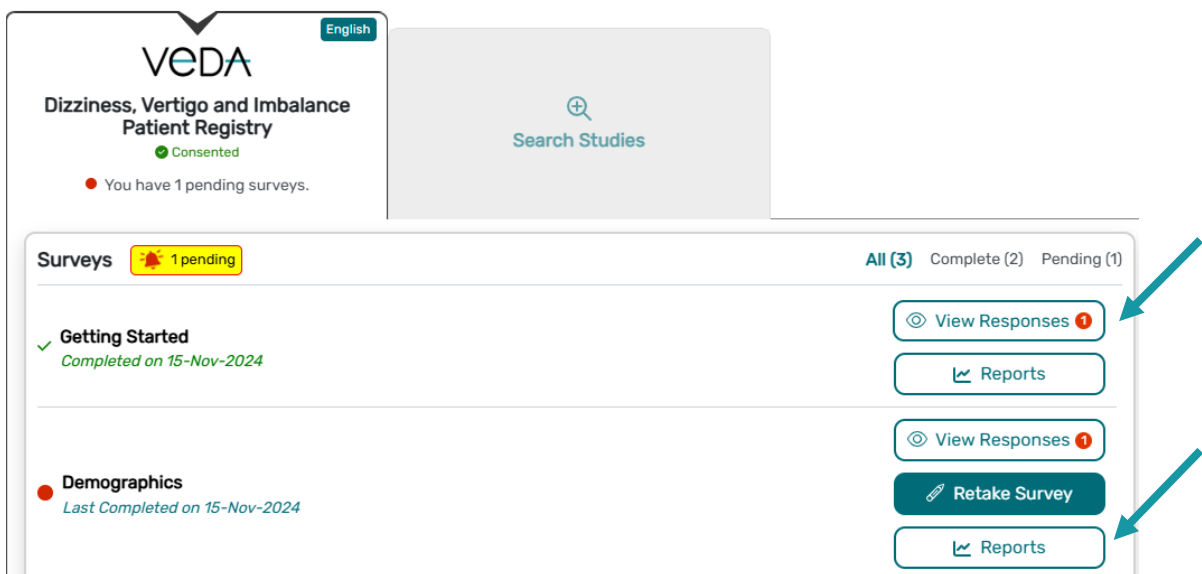 English
VeDA
Dizziness, Vertigo and Imbalance
Patient Registry
Consented
You have 1 pending surveys.
Search Studies
Surveys
1 pending
All (3) Complete (2) Pending (1)
Getting Started
Completed on 15-Nov-2024
View Responses 1
Reports
Demographics
Last Completed on 15-Nov-2024
View Responses 1
Retake Survey
Reports